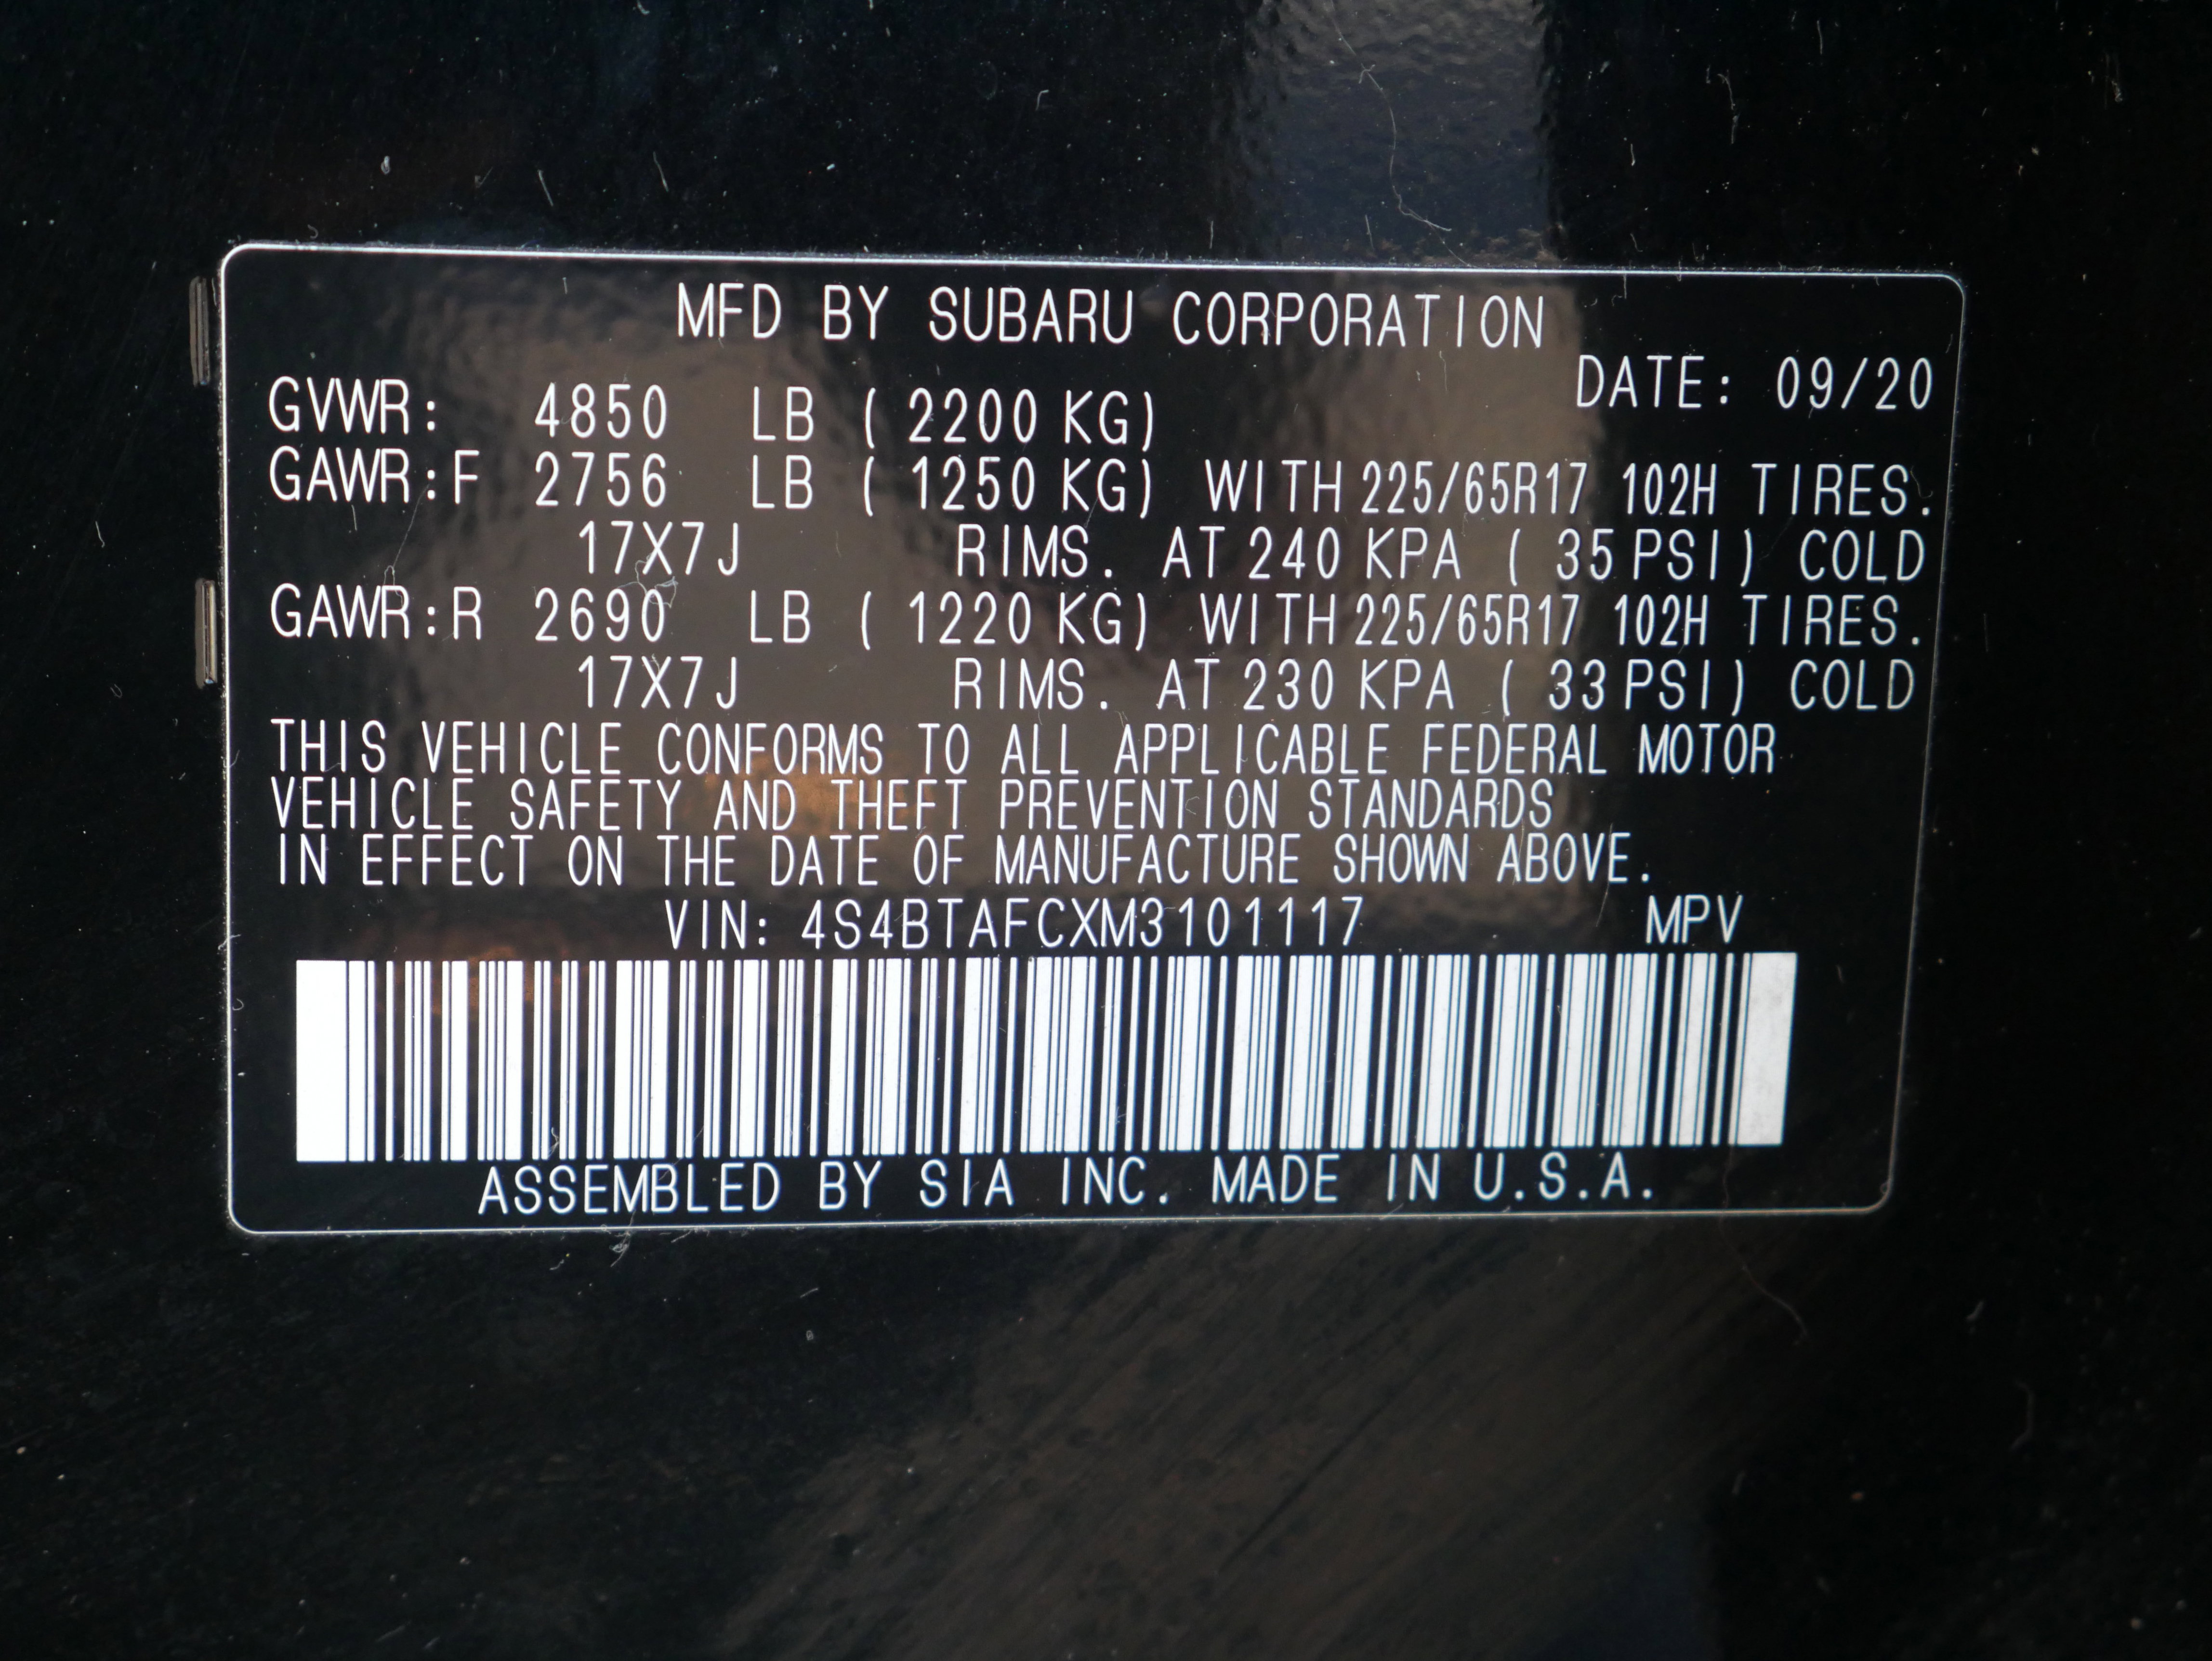 MFD BY SUBARU CORPORATION
DATE: 09/20
GVWR: 4850 LB ( 2200 KG)
GAWR:F 2756 LB ( 1250 KG) WITH 225/65R17 102H TIRES.
17X7J RIMS. AT 240 KPA ( 35 PSI) COLD
GAWR:R 2690 LB ( 1220 KG) WITH 225/65R17 102H TIRES.
17X7J RIMS. AT 230 KPA ( 33 PSI) COLD
THIS VEHICLE CONFORMS TO ALL APPLICABLE FEDERAL MOTOR
VEHICLE SAFETY AND THEFT PREVENTION STANDARDS
IN EFFECT ON THE DATE OF MANUFACTURE SHOWN ABOVE.
VIN: 4S4BTAFCXM3101117 MPV
ASSEMBLED BY SIA INC. MADE IN U.S.A.